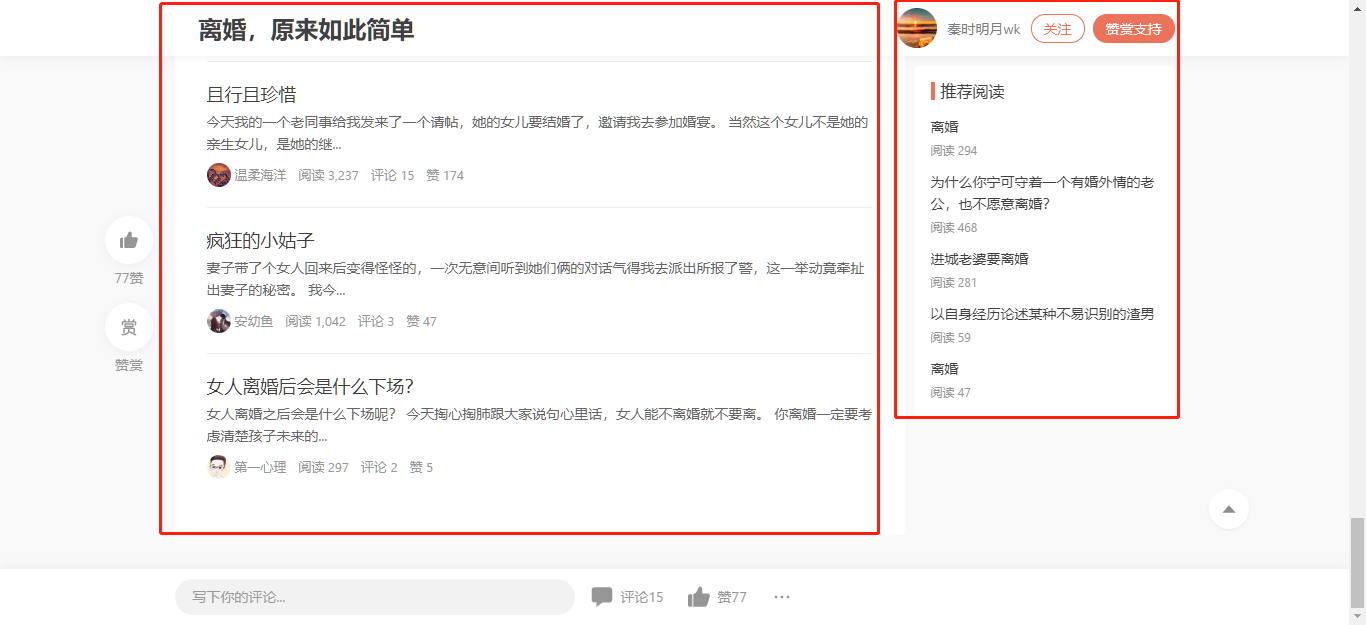 离婚，原来如此简单
秦时明月wk 关注 赞赏支持
且行且珍惜
今天我的一个老同事给我发来了一个请帖，她的女儿要结婚了，邀请我去参加婚宴。 当然这个女儿不是她的
亲生女儿，是她的继...
温柔海洋 阅读 3,237 评论 15 赞 174
疯狂的小姑子
妻子带了个女人回来后变得怪怪的，一次无意间听到她们俩的对话气得我去派出所报了警，这一举动竟牵扯
出妻子的秘密。 我今...
安幼鱼 阅读 1,042 评论 3 赞 47
女人离婚后会是什么下场？
女人离婚之后会是什么下场呢？ 今天掏心掏肺跟大家说句心里话，女人能不离婚就不要离。 你离婚一定要考
虑清楚孩子未来的...
第一心理 阅读 297 评论 2 赞 5
推荐阅读
离婚
阅读 294
为什么你宁可守着一个有婚外情的老
公，也不愿意离婚？
阅读 468
进城老婆要离婚
阅读 281
以自身经历论述某种不易识别的渣男
阅读 59
离婚
阅读 47
77赞
赏
赞赏
写下你的评论... 评论15 赞77 ...